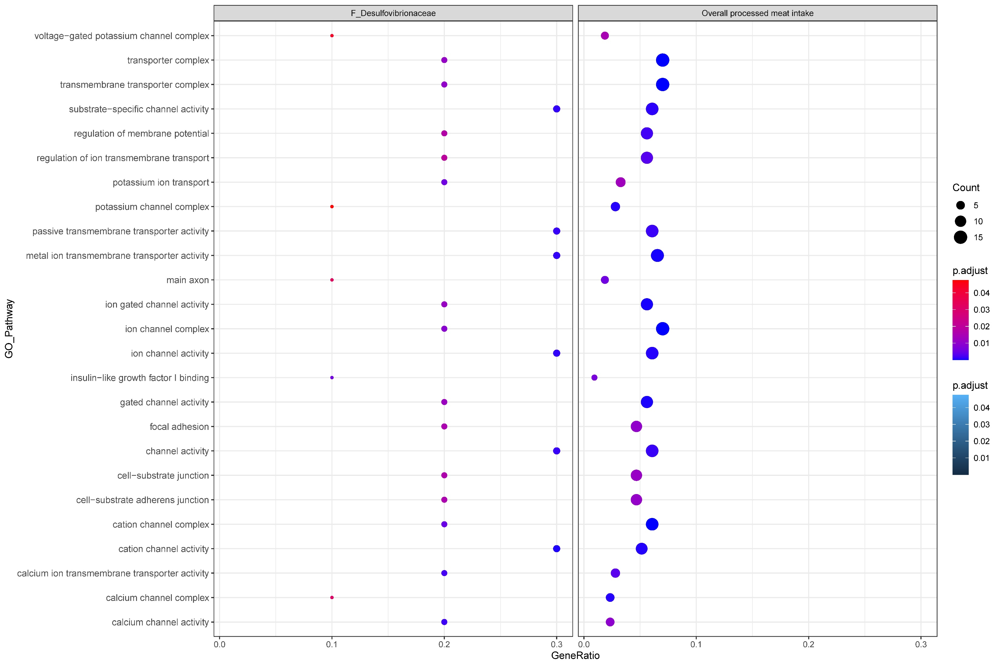 F_Desulfovibrionaceae
Overall processed meat intake
voltage−gated potassium channel complex
transporter complex
transmembrane transporter complex
substrate−specific channel activity
regulation of membrane potential
regulation of ion transmembrane transport
potassium ion transport
potassium channel complex
passive transmembrane transporter activity
metal ion transmembrane transporter activity
main axon
ion gated channel activity
ion channel complex
ion channel activity
insulin−like growth factor I binding
gated channel activity
focal adhesion
channel activity
cell−substrate junction
cell−substrate adherens junction
cation channel complex
cation channel activity
calcium ion transmembrane transporter activity
calcium channel complex
calcium channel activity
GO_Pathway
0.0 0.1 0.2 0.3
0.0 0.1 0.2 0.3
GeneRatio
Count
5
10
15
p.adjust
0.04
0.03
0.02
0.01
p.adjust
0.04
0.03
0.02
0.01